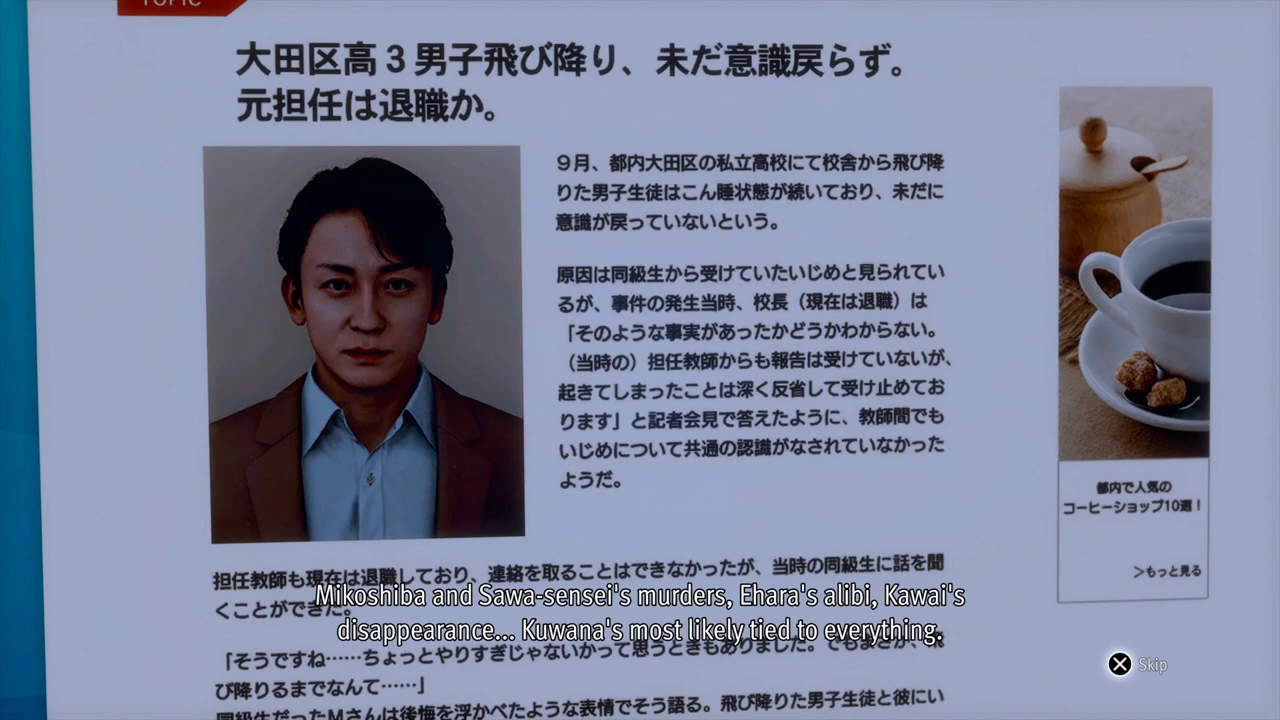 TOPIC
大田区高３男子飛び降り、未だ意識戻らず。
元担任は退職か。
９月、都内大田区の私立高校にて校舎から飛び降
りた男子生徒はこん睡状態が続いており、未だに
意識が戻っていないという。
原因は同級生から受けていたいじめと見られてい
るが、事件の発生当時、校長（現在は退職）は
「そのような事実があったかどうかわからない。
（当時の）担任教師からも報告は受けていないが、
起きてしまったことは深く反省して受け止めてお
ります」と記者会見で答えたように、教師間でも
いじめについて共通の認識がなされていなかった
ようだ。
都内で人気の
コーヒーショップ10選！
＞もっと見る
担任教師も現在は退職しており、連絡を取ることはできなかったが、当時の同級生に話を聞
くことができた。
Mikoshiba and Sawa-sensei's murders, Ehara's alibi, Kawai's
disappearance... Kuwana's most likely tied to everything.
「そうですね……ちょっとやりすぎじゃないかって思うときもありました。でもまさか、飛
び降りるまでなんて……」
同級生だったMさんは後悔を浮かべたような表情でそう語る。飛び降りた男子生徒と彼にい
Skip